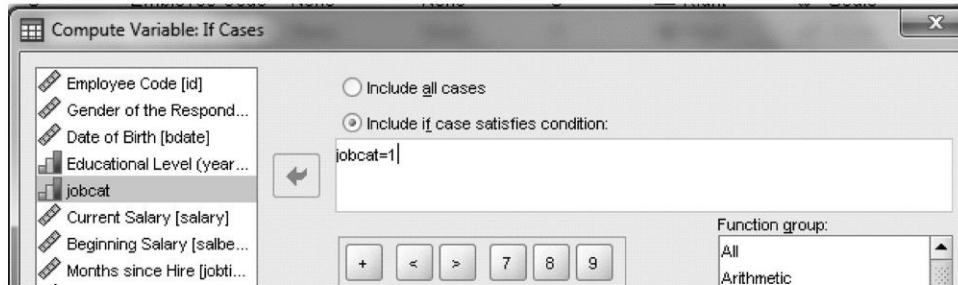 Compute Variable: If Cases
x
Employee Code [id]
Gender of the Respond...
Date of Birth [bdate]
Educational Level (year...
jobcat
Current Salary [salary]
Beginning Salary [salbe...
Months since Hire [jobti...
Include all cases
Include if case satisfies condition:
jobcat=1
+ < > 7 8 9
Function group:
All
Arithmetic